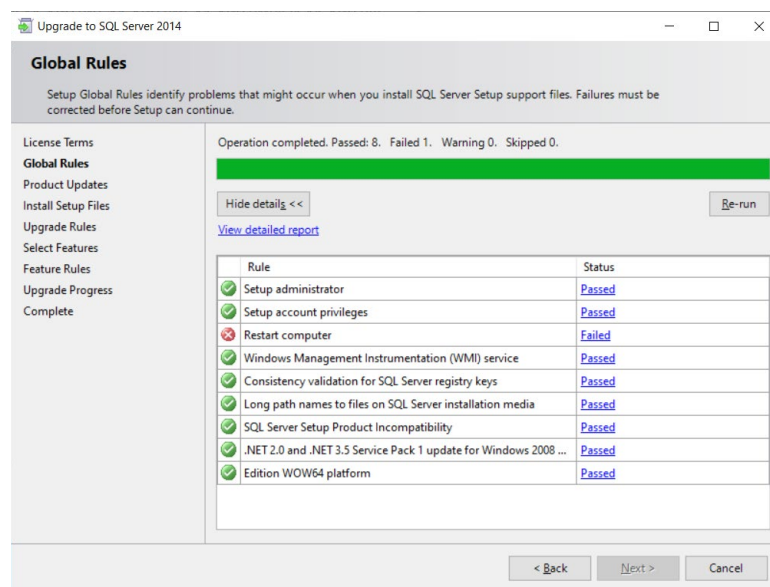 Upgrade to SQL Server 2014
Global Rules
Setup Global Rules identify problems that might occur when you install SQL Server Setup support files. Failures must be
corrected before Setup can continue.
License Terms
Global Rules
Product Updates
Install Setup Files
Upgrade Rules
Select Features
Feature Rules
Upgrade Progress
Complete
Operation completed. Passed: 8.   Failed 1.   Warning 0.   Skipped 0.
Hide details <<
Re-run
View detailed report
Rule Status
Setup administrator Passed
Setup account privileges Passed
Restart computer Failed
Windows Management Instrumentation (WMI) service Passed
Consistency validation for SQL Server registry keys Passed
Long path names to files on SQL Server installation media Passed
SQL Server Setup Product Incompatibility Passed
.NET 2.0 and .NET 3.5 Service Pack 1 update for Windows 2008 ... Passed
Edition WOW64 platform Passed
< Back Next > Cancel